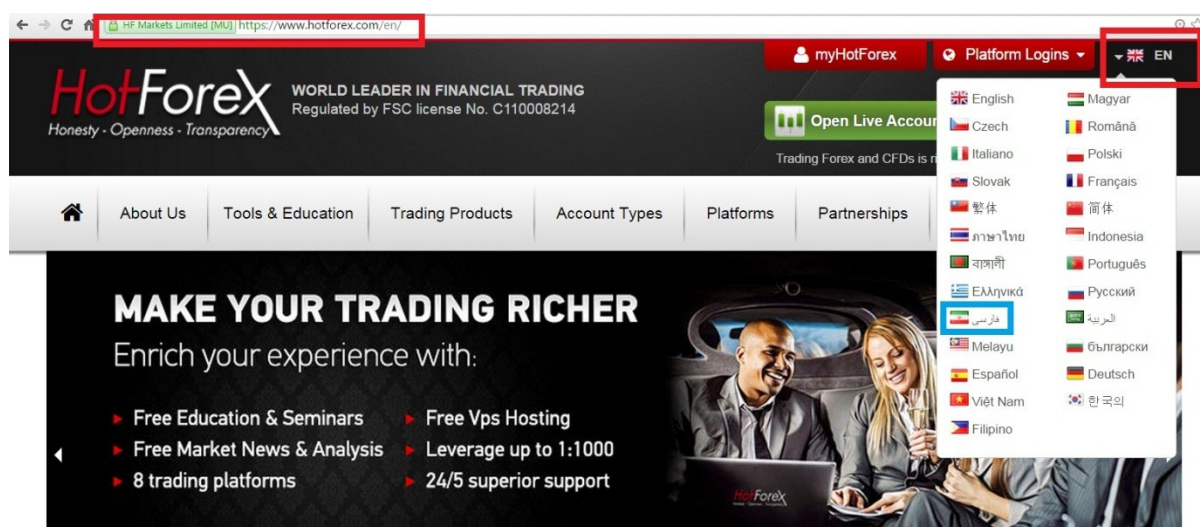 HF Markets Limited [MU] https://www.hotforex.com/en/
myHotForex
Platform Logins
EN
HotForex
Honesty - Openness - Transparency
WORLD LEADER IN FINANCIAL TRADING
Regulated by FSC license No. C110008214
Open Live Accou
Trading Forex and CFDs is
About Us
Tools & Education
Trading Products
Account Types
Platforms
Partnerships
English
Magyar
Czech
Română
Italiano
Polski
Slovak
Français
繁体
简体
ภาษาไทย
Indonesia
বাঙ্গালী
Português
Ελληνικά
Русский
فارسی
العربية
Melayu
български
Español
Deutsch
Việt Nam
한국의
Filipino
MAKE YOUR TRADING RICHER
Enrich your experience with:
Free Education & Seminars
Free Vps Hosting
Free Market News & Analysis
Leverage up to 1:1000
8 trading platforms
24/5 superior support
HotForex